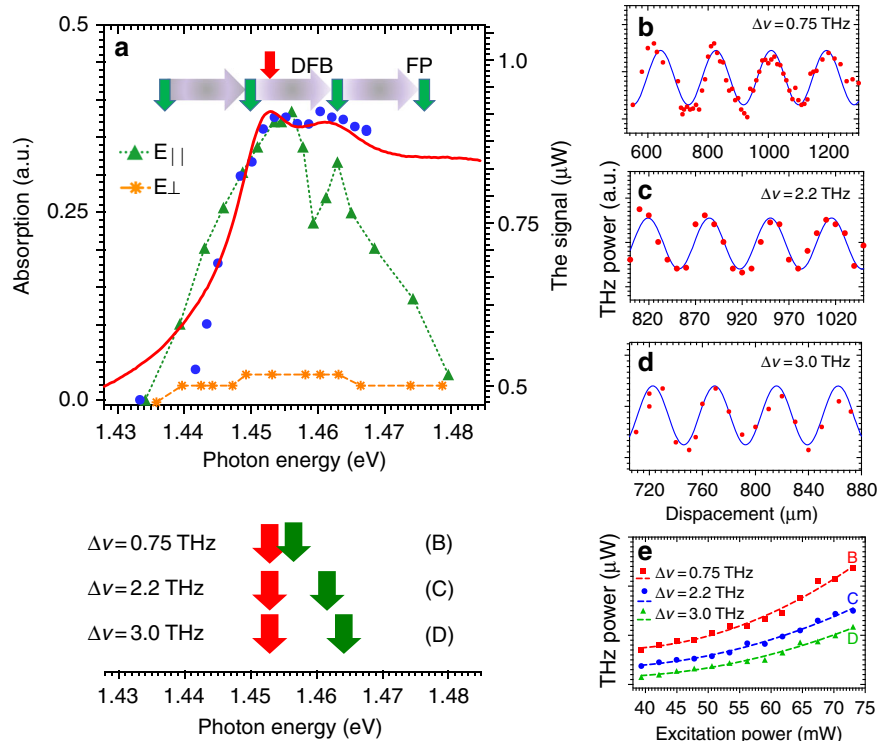 a
DFB
FP
E||
E⊥
0.5
0.25
0.0
Absorption (a.u.)
1.0
0.75
0.5
The signal (μW)
1.43 1.44 1.45 1.46 1.47 1.48
Photon energy (eV)
Δν = 0.75 THz (B)
Δν = 2.2 THz (C)
Δν = 3.0 THz (D)
1.43 1.44 1.45 1.46 1.47 1.48
Photon energy (eV)
b Δν = 0.75 THz
600 800 1000 1200
c Δν = 2.2 THz
820 870 920 970 1020
THz power (a.u.)
d Δν = 3.0 THz
720 760 800 840 880
Dispacement (μm)
e
Δν = 0.75 THz
Δν = 2.2 THz
Δν = 3.0 THz
B
C
D
THz power (μW)
40 45 50 55 60 65 70 75
Excitation power (mW)